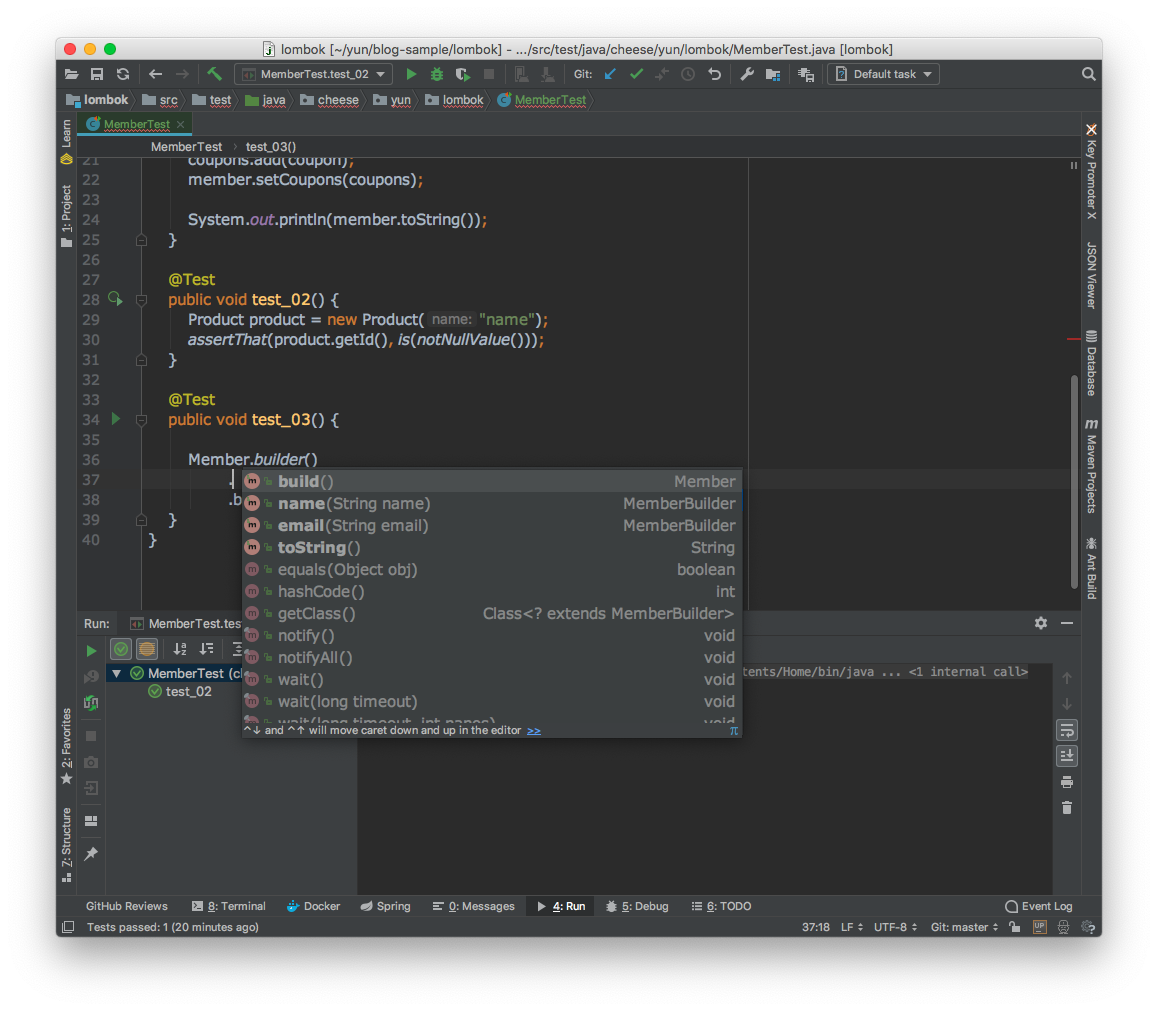 lombok [~/yun/blog-sample/lombok] - .../src/test/java/cheese/yun/lombok/MemberTest.java [lombok]
MemberTest.test_02 Git: Default task
lombok src test java cheese yun lombok MemberTest
MemberTest
MemberTest › test_03()
21 coupons.add(coupon);
22 member.setCoupons(coupons);
23
24 System.out.println(member.toString());
25 }
26
27 @Test
28 public void test_02() {
29 Product product = new Product( name: "name");
30 assertThat(product.getId(), is(notNullValue()));
31 }
32
33 @Test
34 public void test_03() {
35
36 Member.builder()
37 .
38 .b
39 }
40 }
build() Member
name(String name) MemberBuilder
email(String email) MemberBuilder
toString() String
equals(Object obj) boolean
hashCode() int
getClass() Class<? extends MemberBuilder>
notify() void
notifyAll() void
wait() void
wait(long timeout) void
wait(long timeout, int nanos) void
^↓ and ^↑ will move caret down and up in the editor >> π
Learn
1: Project
2: Favorites
7: Structure
Key Promoter X
JSON Viewer
Database
m Maven Projects
Ant Build
Run: MemberTest.tes
MemberTest (cl
test_02
tents/Home/bin/java ... <1 internal call>
GitHub Reviews 8: Terminal Docker Spring 0: Messages 4: Run 5: Debug 6: TODO Event Log
Tests passed: 1 (20 minutes ago) 37:18 LF UTF-8 Git: master UP